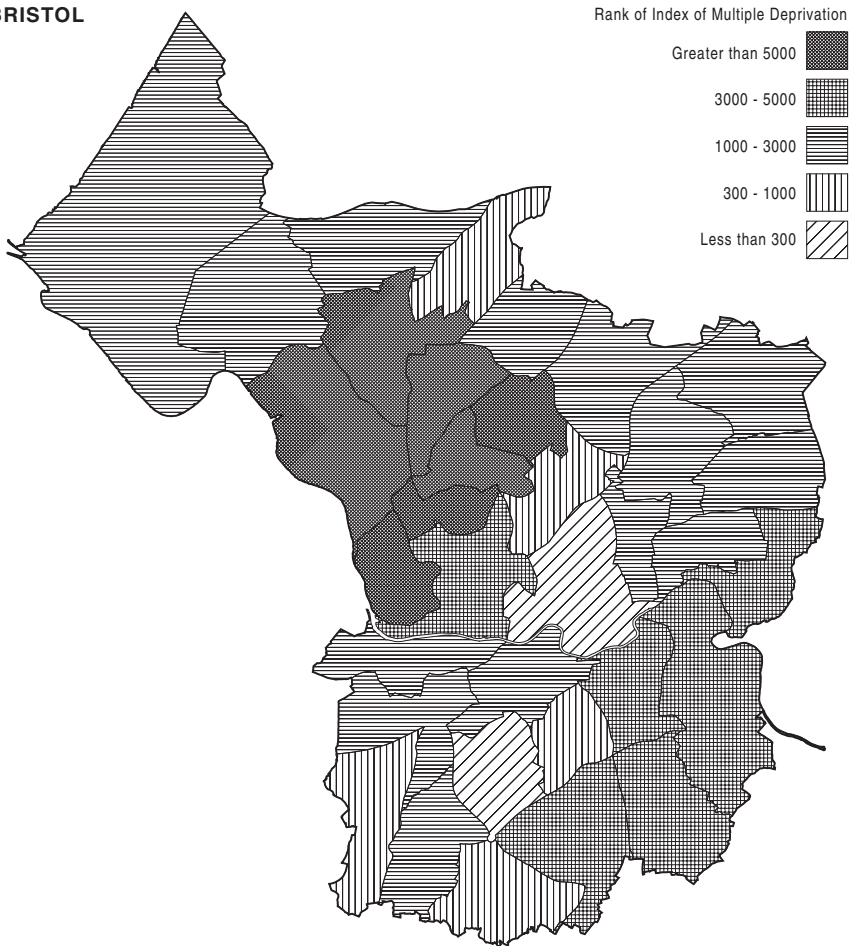 BRISTOL
Rank of Index of Multiple Deprivation
Greater than 5000
3000 - 5000
1000 - 3000
300 - 1000
Less than 300